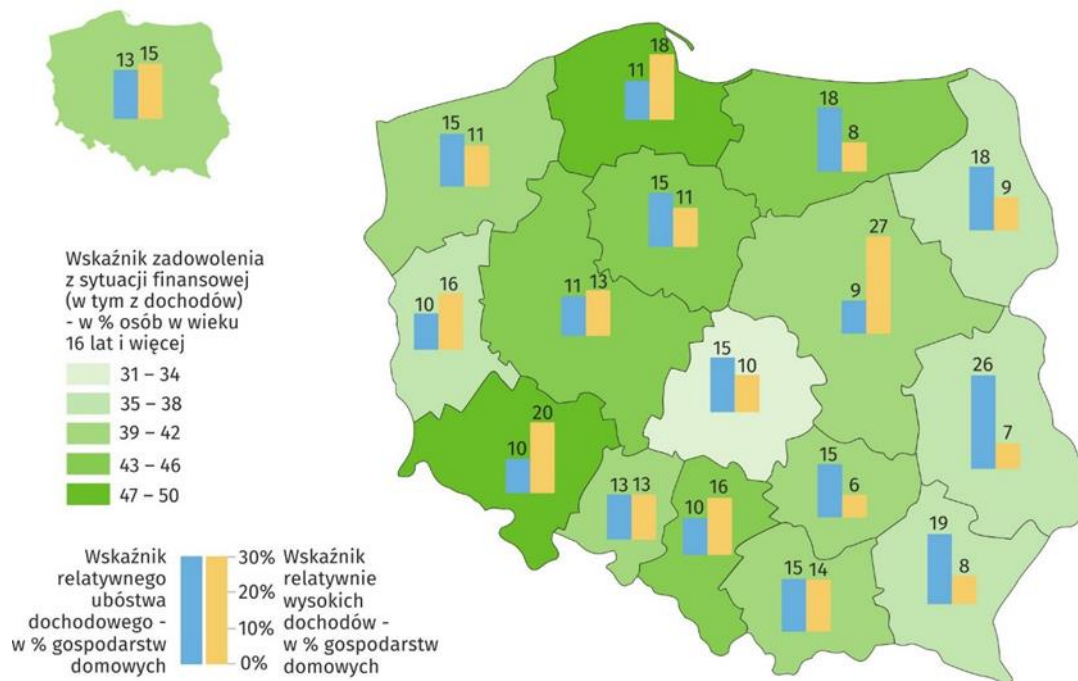 13 15
11 18
18 8
15 11
18 9
15 11
9 27
10 16
11 13
15 10
26 7
10 20
13 13
10 16
15 6
19 8
15 14
Wskaźnik zadowolenia
z sytuacji finansowej
(w tym z dochodów)
- w % osób w wieku
16 lat i więcej
31 – 34
35 – 38
39 – 42
43 – 46
47 – 50
Wskaźnik
relatywnego
ubóstwa
dochodowego -
w % gospodarstw
domowych
30%
20%
10%
0%
Wskaźnik
relatywnie
wysokich
dochodów -
w % gospodarstw
domowych